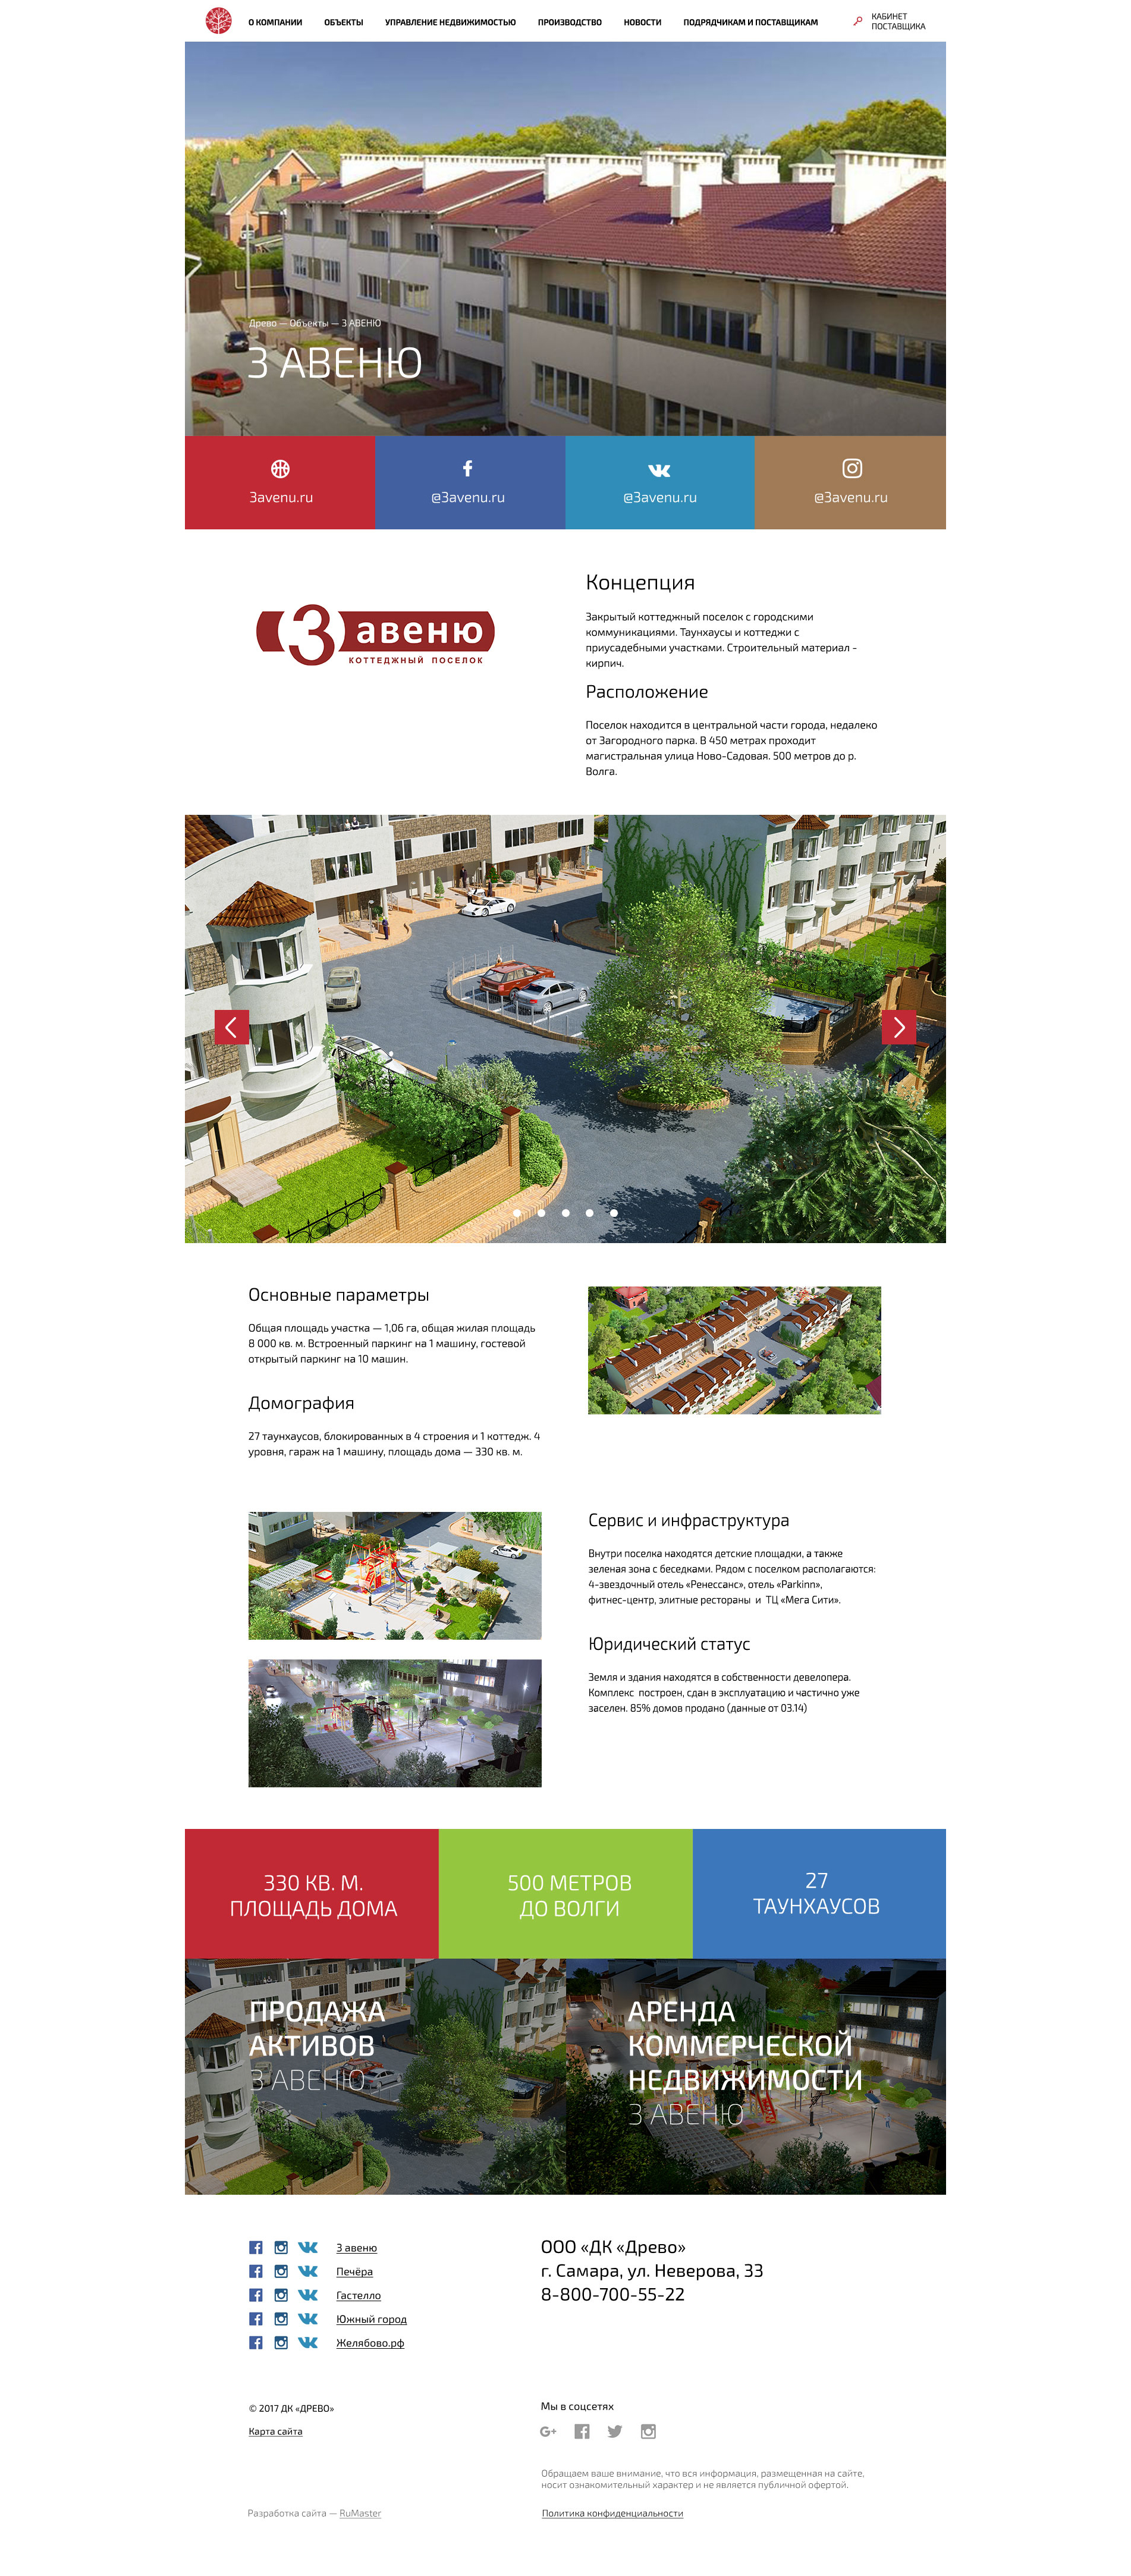 О КОМПАНИИ ОБЪЕКТЫ УПРАВЛЕНИЕ НЕДВИЖИМОСТЬЮ ПРОИЗВОДСТВО НОВОСТИ ПОДРЯДЧИКАМ И ПОСТАВЩИКАМ
КАБИНЕТ
ПОСТАВЩИКА
Древо — Объекты — 3 АВЕНЮ
3 АВЕНЮ
3avenu.ru
@3avenu.ru
@3avenu.ru
@3avenu.ru
3 авеню
КОТТЕДЖНЫЙ ПОСЕЛОК
Концепция
Закрытый коттеджный поселок с городскими
коммуникациями. Таунхаусы и коттеджи с
приусадебными участками. Строительный материал -
кирпич.
Расположение
Поселок находится в центральной части города, недалеко
от Загородного парка. В 450 метрах проходит
магистральная улица Ново-Садовая. 500 метров до р.
Волга.
Основные параметры
Общая площадь участка — 1,06 га, общая жилая площадь
8 000 кв. м. Встроенный паркинг на 1 машину, гостевой
открытый паркинг на 10 машин.
Домография
27 таунхаусов, блокированных в 4 строения и 1 коттедж. 4
уровня, гараж на 1 машину, площадь дома — 330 кв. м.
Сервис и инфраструктура
Внутри поселка находятся детские площадки, а также
зеленая зона с беседками. Рядом с поселком располагаются:
4-звездочный отель «Ренессанс», отель «Parkinn»,
фитнес-центр, элитные рестораны и ТЦ «Мега Сити».
Юридический статус
Земля и здания находятся в собственности девелопера.
Комплекс построен, сдан в эксплуатацию и частично уже
заселен. 85% домов продано (данные от 03.14)
330 КВ. М.
ПЛОЩАДЬ ДОМА
500 МЕТРОВ
ДО ВОЛГИ
27
ТАУНХАУСОВ
ПРОДАЖА
АКТИВОВ
3 АВЕНЮ
АРЕНДА
КОММЕРЧЕСКОЙ
НЕДВИЖИМОСТИ
3 АВЕНЮ
3 авеню
Печёра
Гастелло
Южный город
Желябово.рф
ООО «ДК «Древо»
г. Самара, ул. Неверова, 33
8-800-700-55-22
© 2017 ДК «ДРЕВО»
Карта сайта
Мы в соцсетях
Обращаем ваше внимание, что вся информация, размещенная на сайте,
носит ознакомительный характер и не является публичной офертой.
Разработка сайта — RuMaster
Политика конфиденциальности